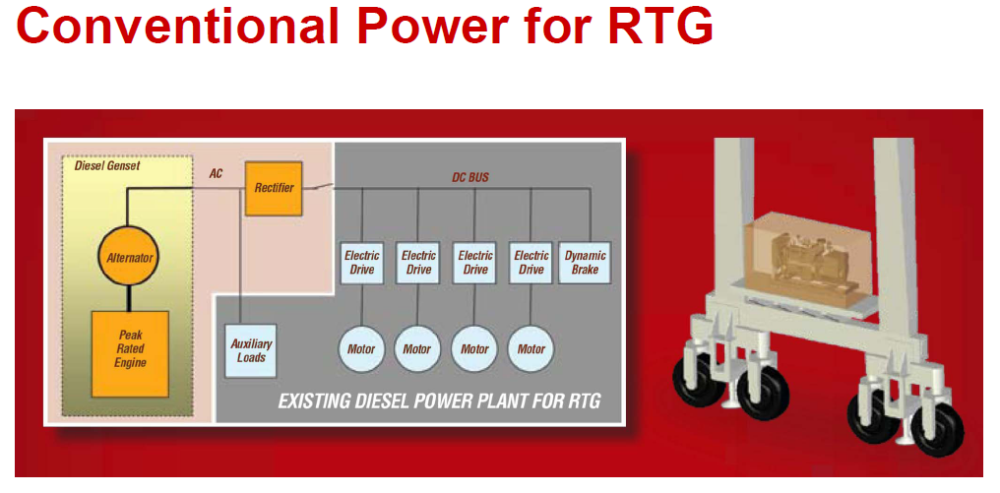 Conventional Power for RTG
Diesel Genset
AC
Rectifier
DC BUS
Alternator
Electric
Drive
Electric
Drive
Electric
Drive
Electric
Drive
Dynamic
Brake
Peak
Rated
Engine
Auxiliary
Loads
Motor
Motor
Motor
Motor
EXISTING DIESEL POWER PLANT FOR RTG